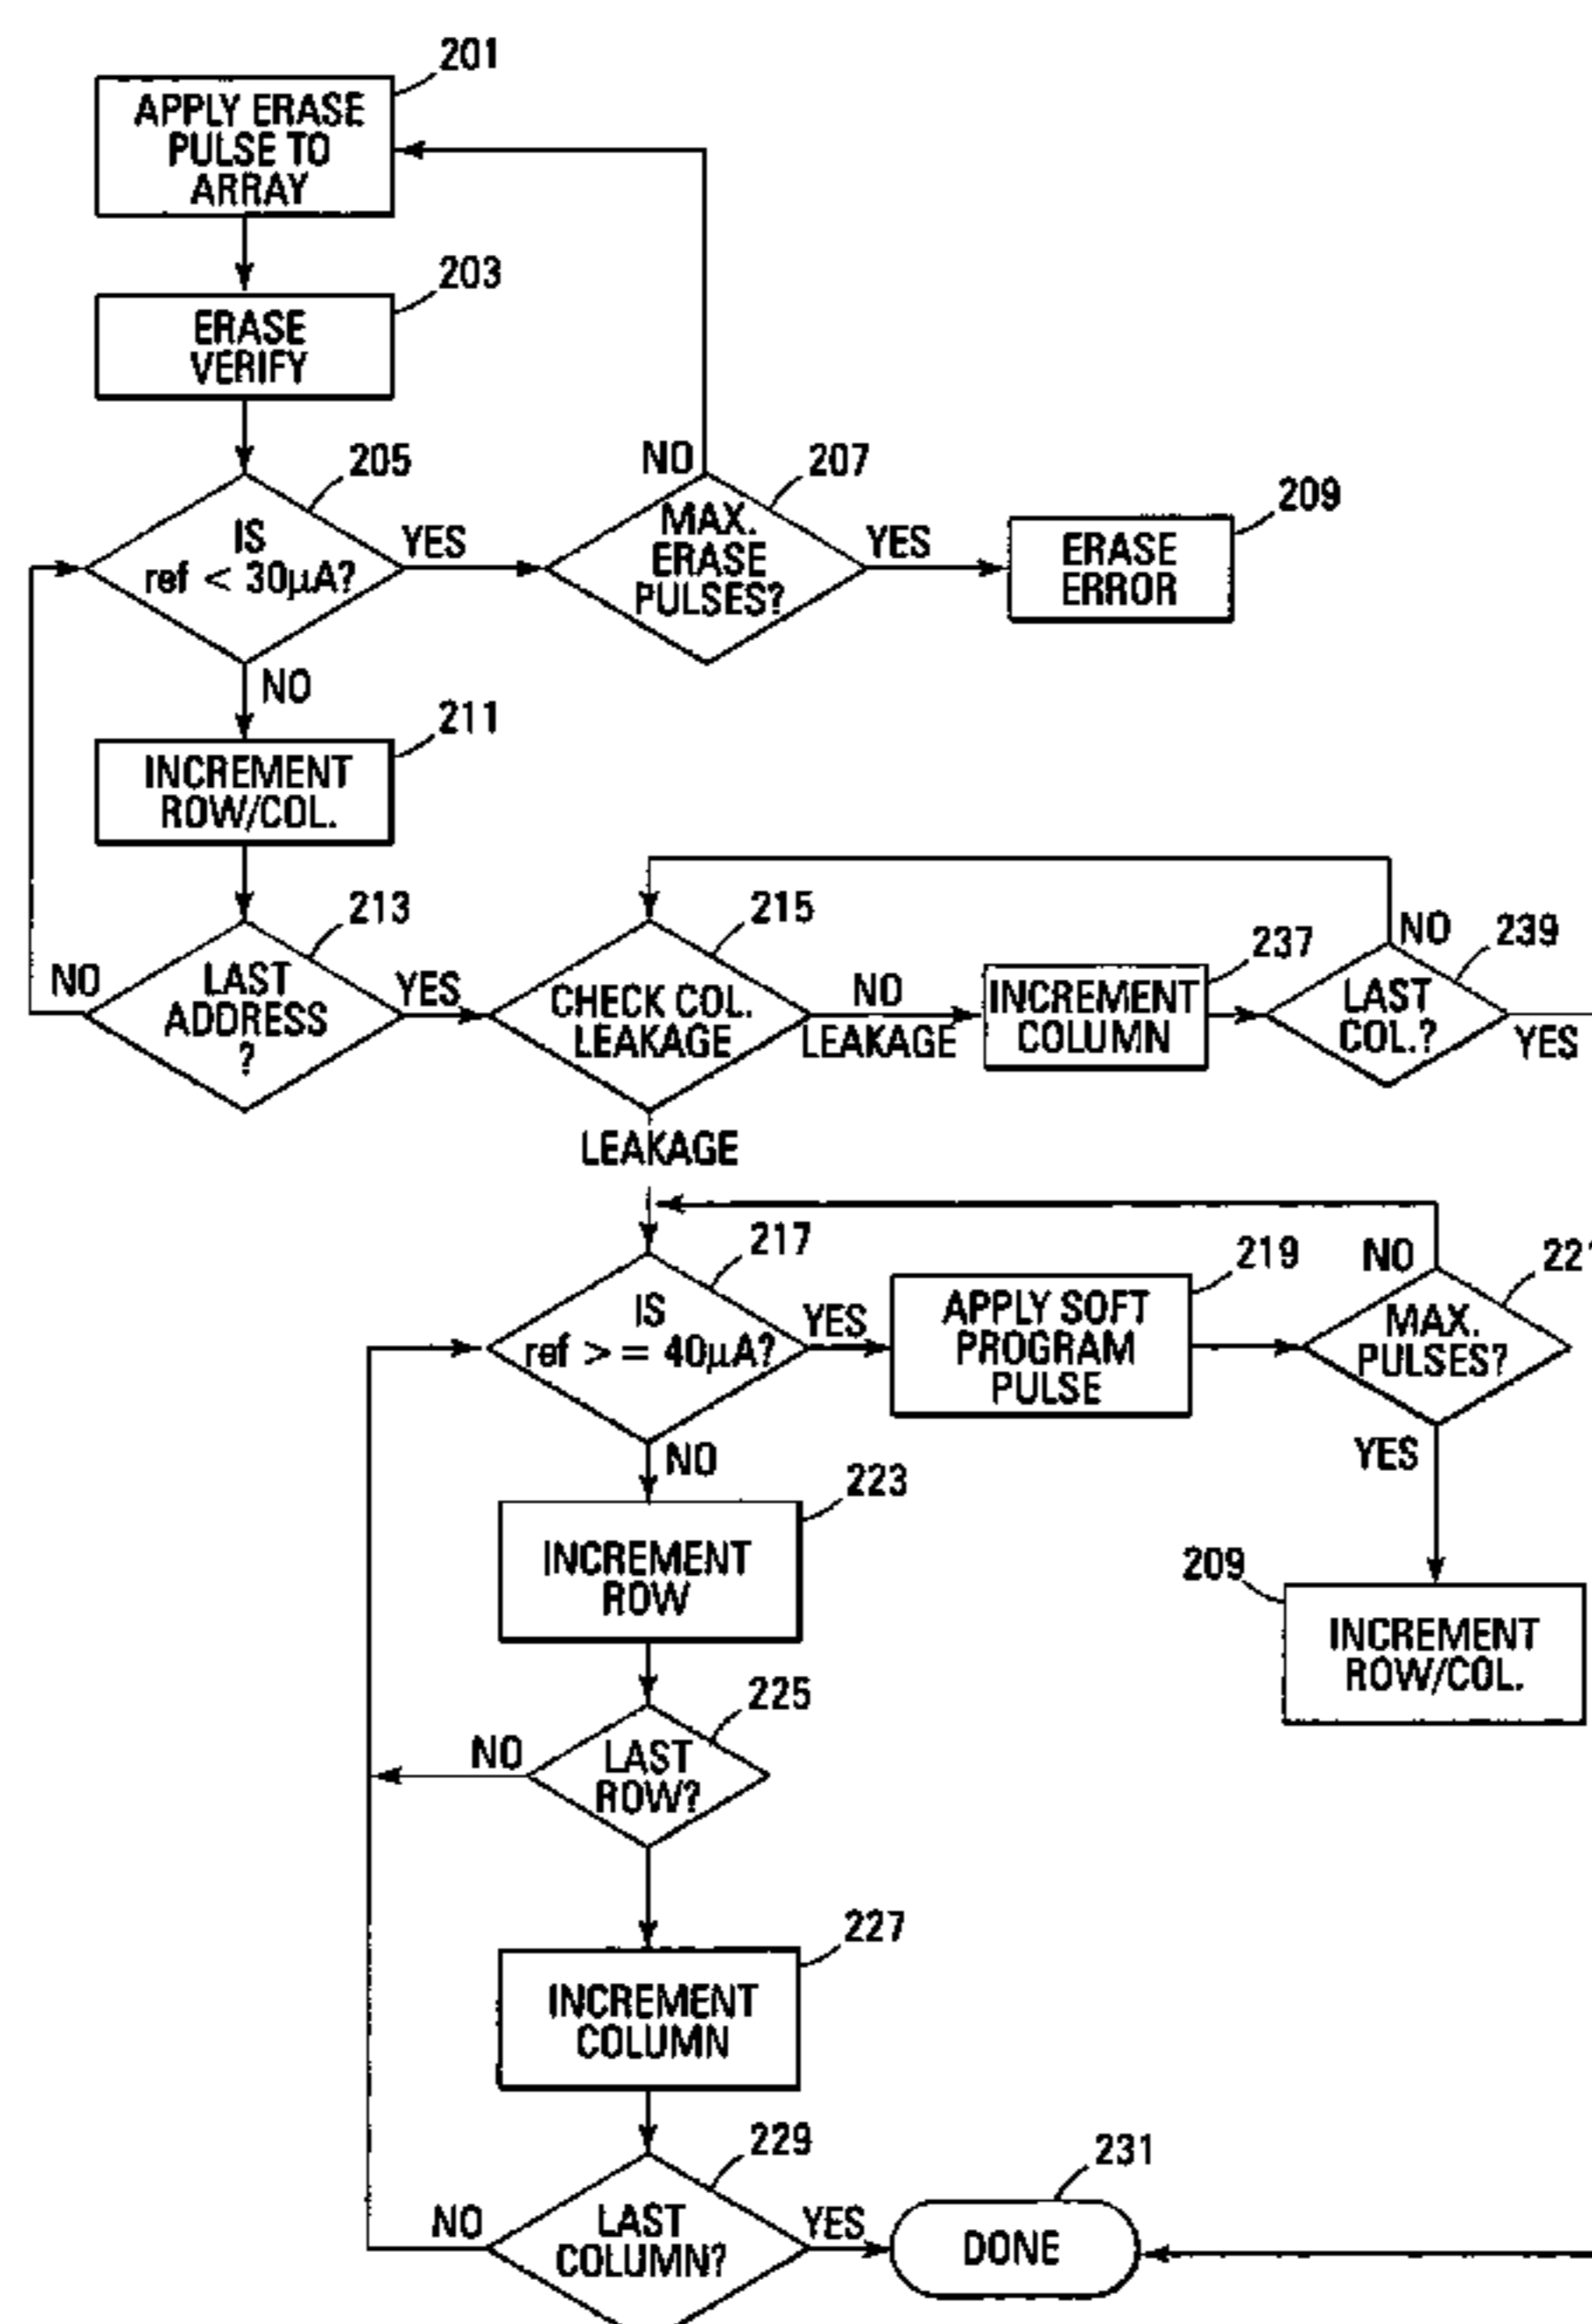 201
APPLY ERASE
PULSE TO
ARRAY
203
ERASE
VERIFY
205
IS
ref < 30µA?
YES
NO
207
MAX.
ERASE
PULSES?
NO
YES
209
ERASE
ERROR
211
INCREMENT
ROW/COL.
213
LAST
ADDRESS
?
NO
YES
215
CHECK COL.
LEAKAGE
NO
LEAKAGE
237
INCREMENT
COLUMN
239
LAST
COL.?
NO
YES
LEAKAGE
217
IS
ref > = 40µA?
YES
NO
219
APPLY SOFT
PROGRAM
PULSE
221
MAX.
PULSES?
NO
YES
209
INCREMENT
ROW/COL.
223
INCREMENT
ROW
225
LAST
ROW?
NO
227
INCREMENT
COLUMN
229
LAST
COLUMN?
NO
YES
231
DONE